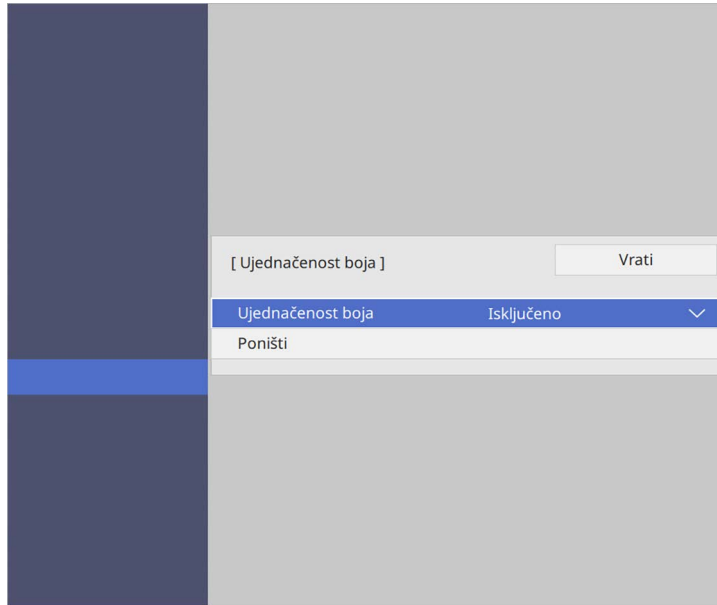 [ Ujednačenost boja ]
Vrati
Ujednačenost boja Isključeno
Poništi